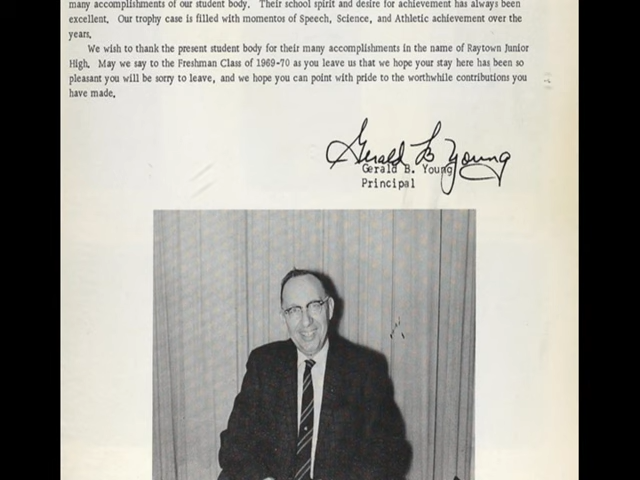 many accomplishments of our student body. Their school spirit and desire for achievement has always been
excellent. Our trophy case is filled with momentos of Speech, Science, and Athletic achievement over the
years.
We wish to thank the present student body for their many accomplishments in the name of Raytown Junior
High. May we say to the Freshman Class of 1969-70 as you leave us that we hope your stay here has been so
pleasant you will be sorry to leave, and we hope you can point with pride to the worthwhile contributions you
have made.
Gerald B Young
Gerald B. Young
Principal